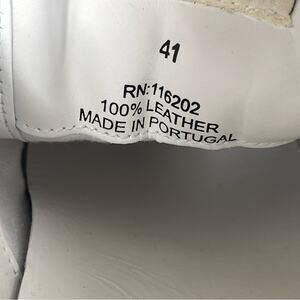 41
RN:116202
100% LEATHER
MADE IN PORTUGAL